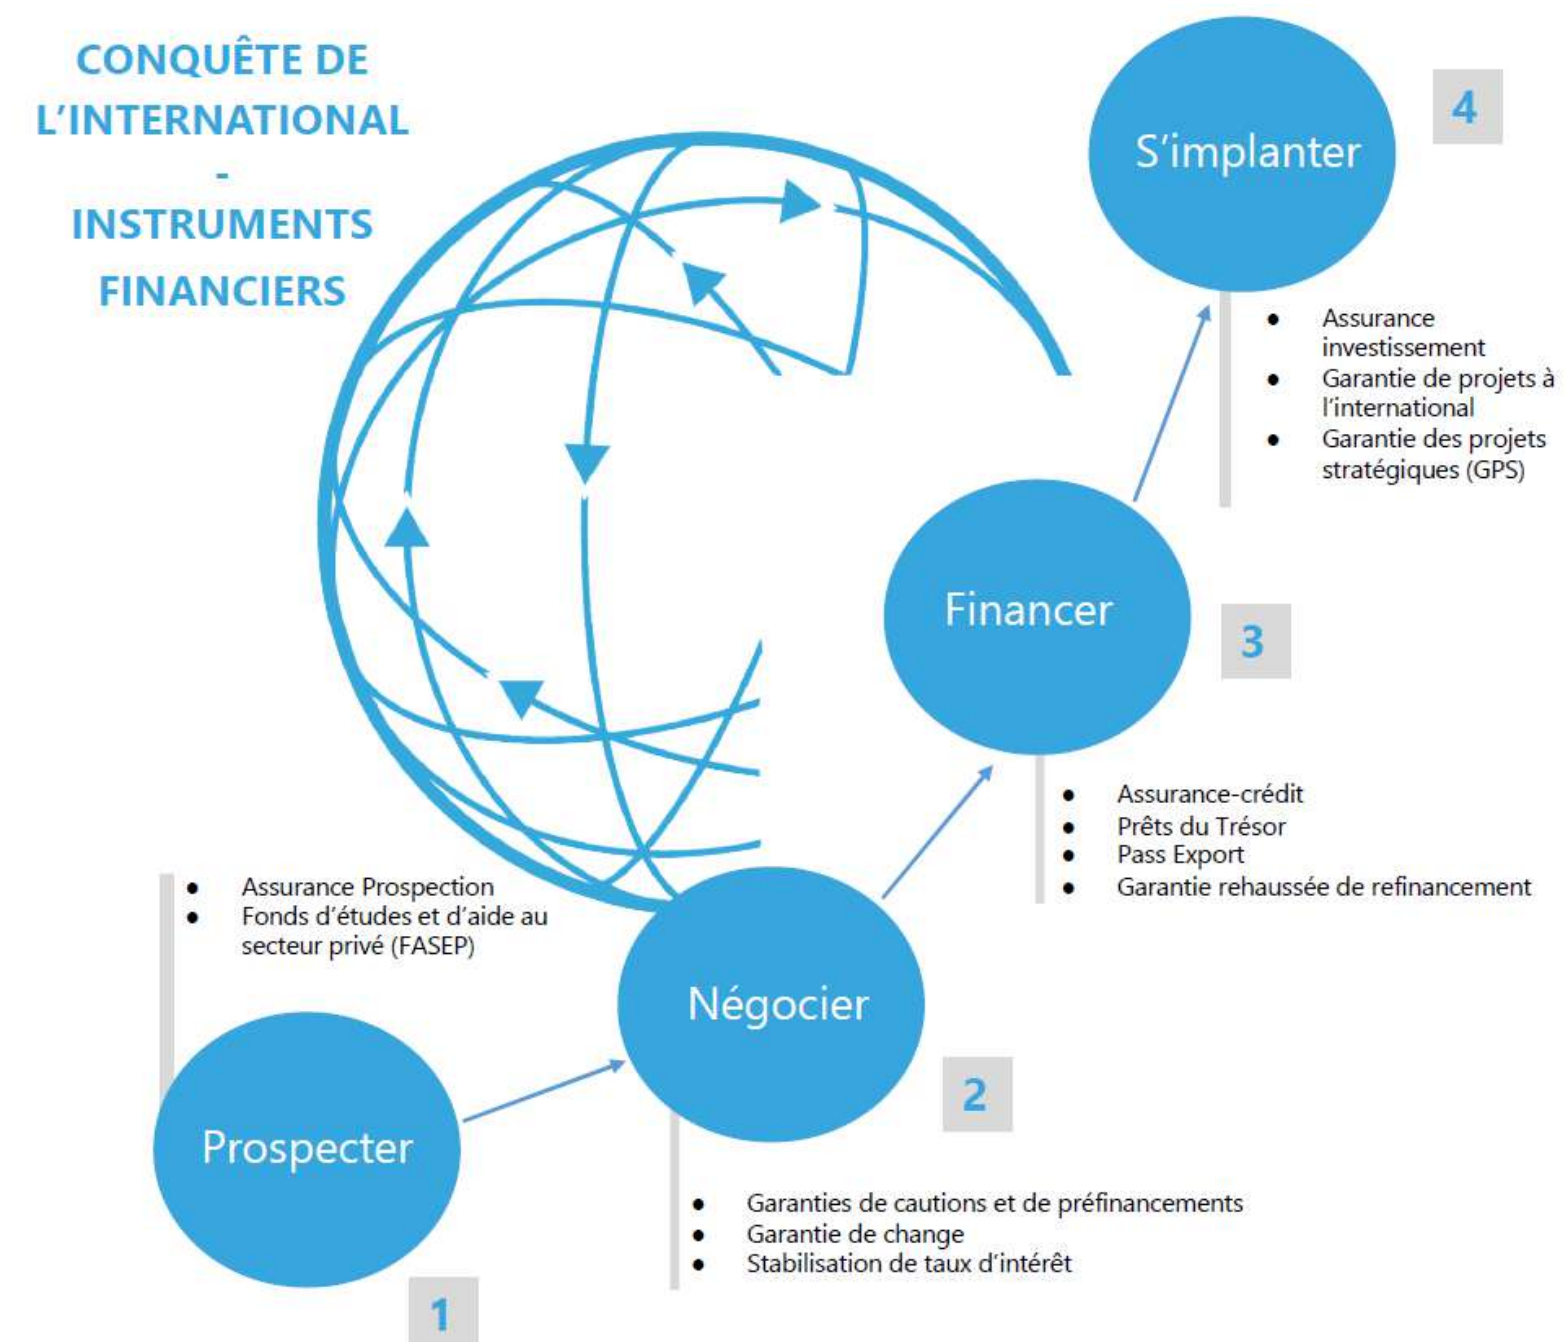 CONQUÊTE DE
L’INTERNATIONAL
-
INSTRUMENTS
FINANCIERS
● Assurance Prospection
● Fonds d’études et d’aide au
secteur privé (FASEP)
Prospecter
1
Négocier
2
● Garanties de cautions et de préfinancements
● Garantie de change
● Stabilisation de taux d’intérêt
Financer
3
● Assurance-crédit
● Prêts du Trésor
● Pass Export
● Garantie rehaussée de refinancement
S’implanter
4
● Assurance
investissement
● Garantie de projets à
l’international
● Garantie des projets
stratégiques (GPS)